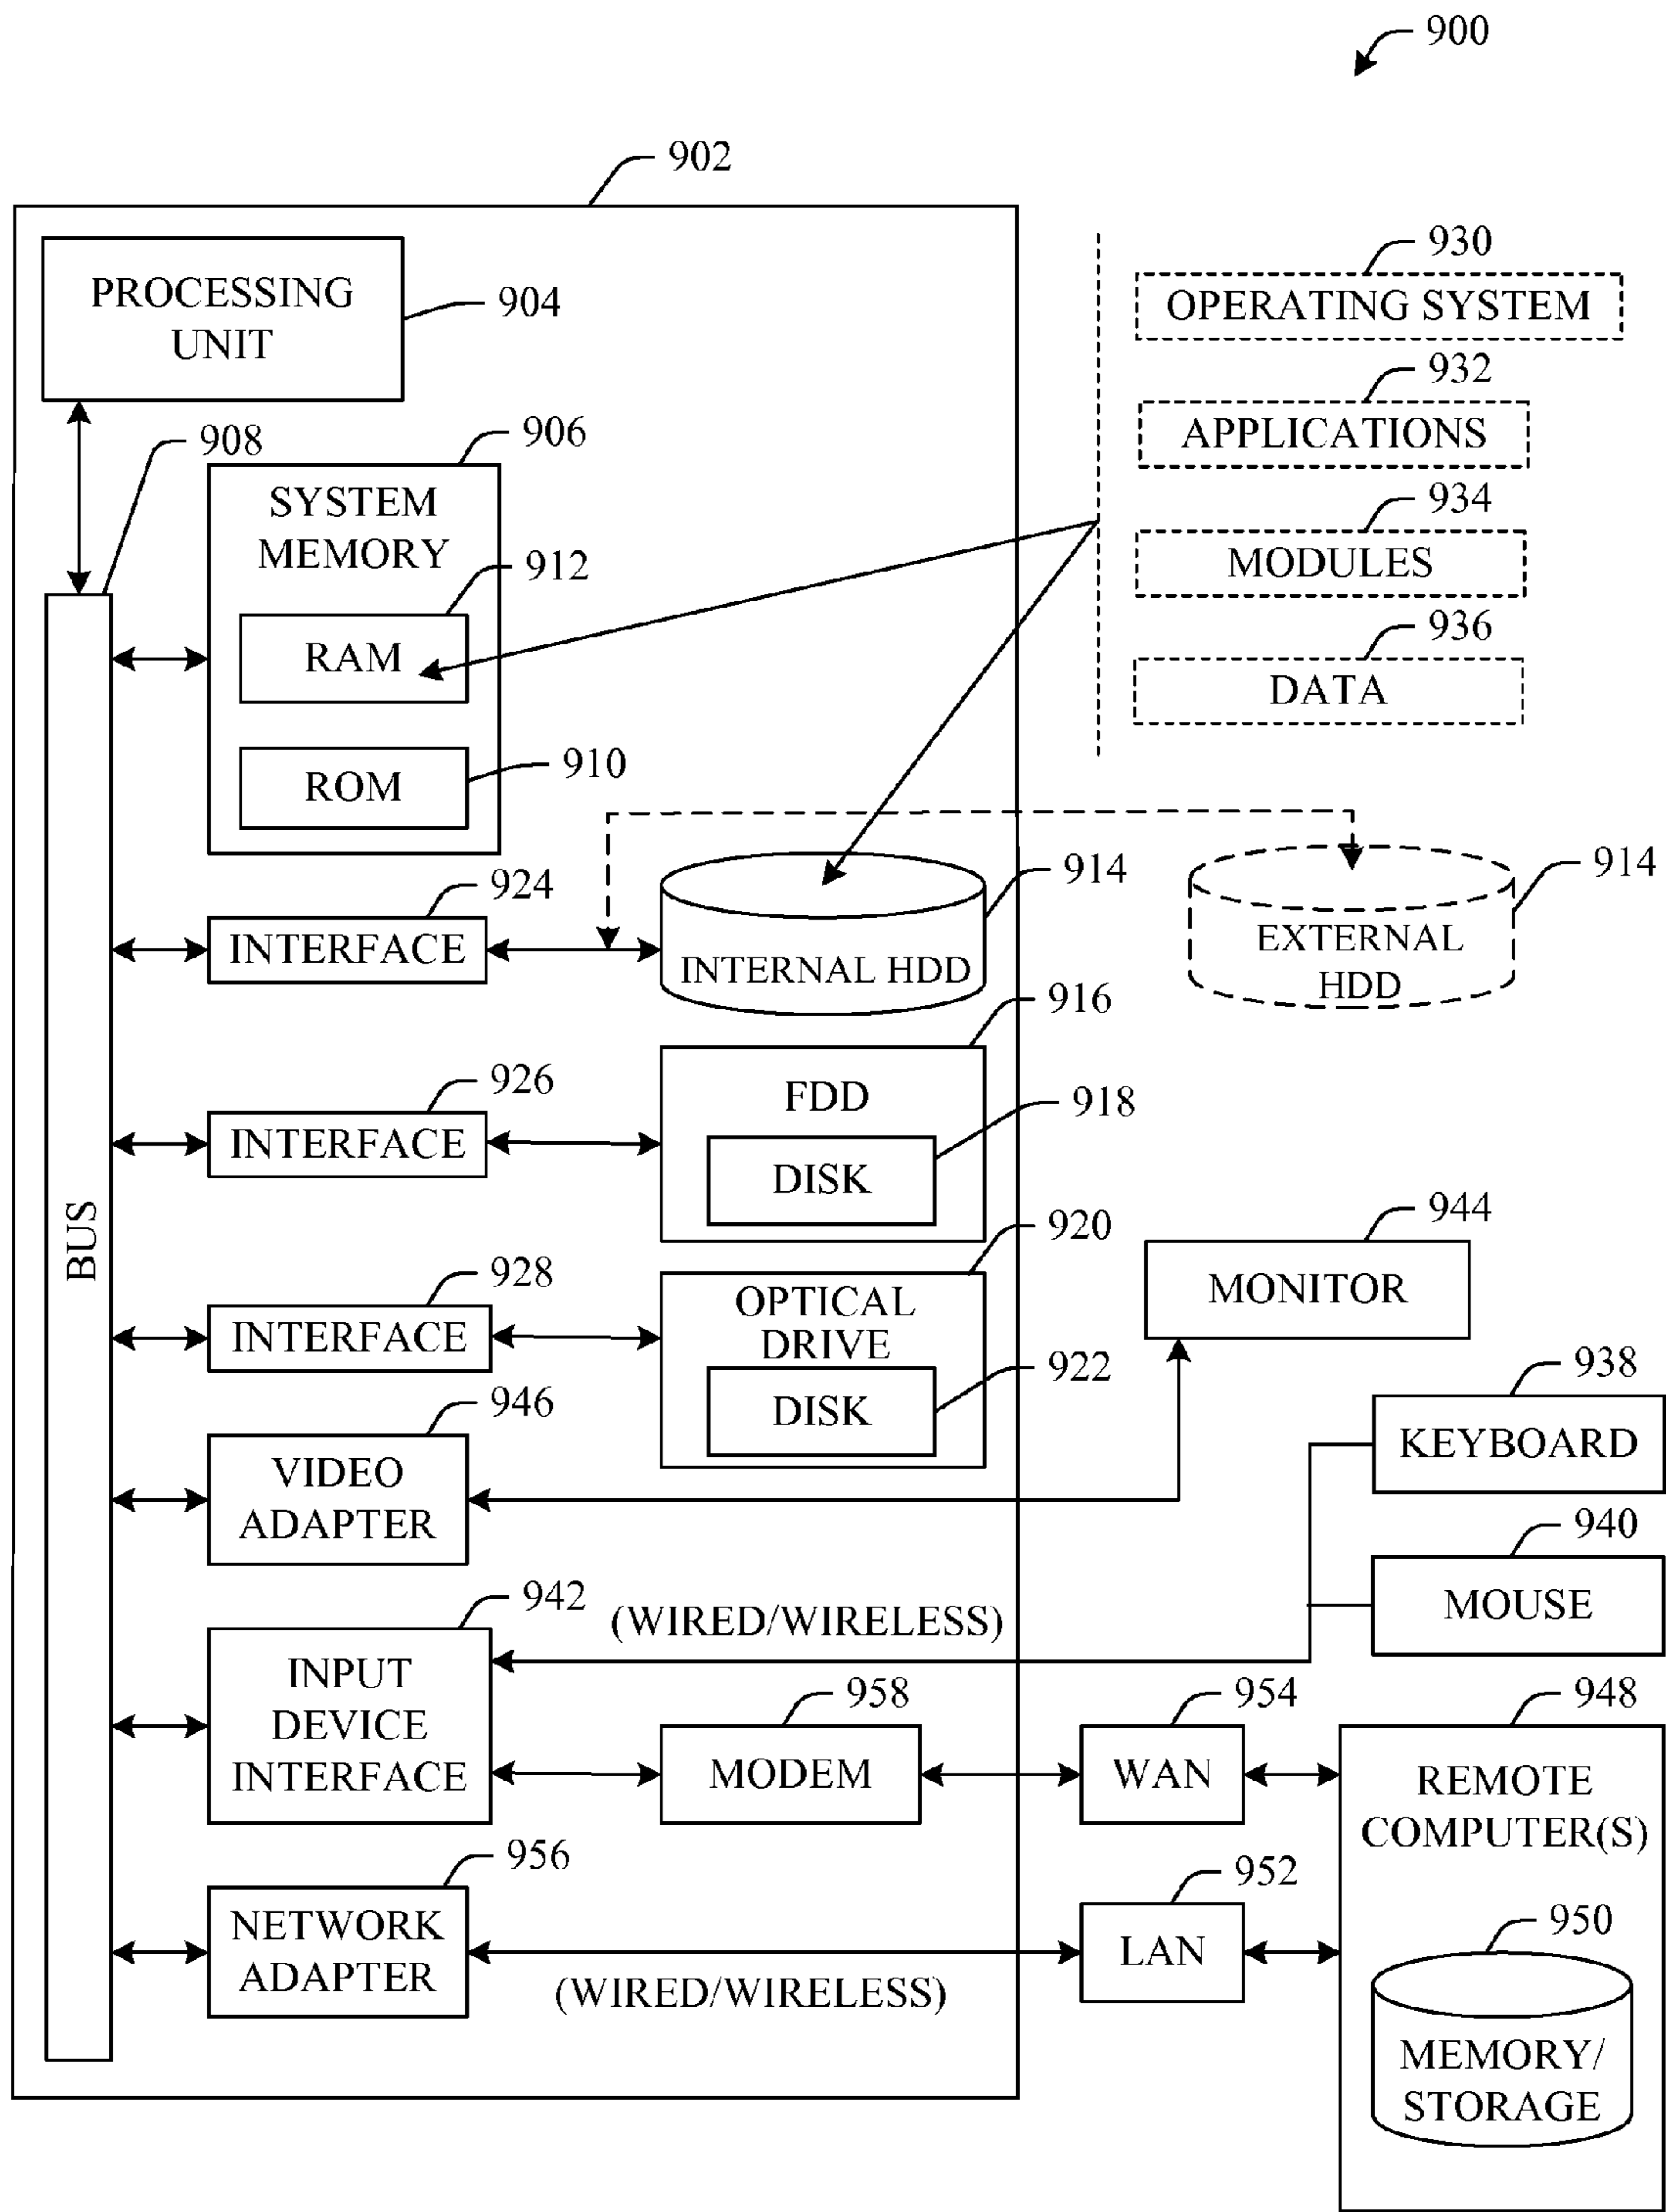 900
902
PROCESSING
UNIT
904
930
OPERATING SYSTEM
932
APPLICATIONS
934
MODULES
936
DATA
908
906
SYSTEM
MEMORY
912
RAM
910
ROM
BUS
924
INTERFACE
914
INTERNAL HDD
914
EXTERNAL
HDD
926
INTERFACE
916
FDD
918
DISK
928
INTERFACE
920
OPTICAL
DRIVE
922
DISK
944
MONITOR
946
VIDEO
ADAPTER
938
KEYBOARD
940
MOUSE
942
INPUT
DEVICE
INTERFACE
(WIRED/WIRELESS)
958
MODEM
954
WAN
948
REMOTE
COMPUTER(S)
956
NETWORK
ADAPTER
(WIRED/WIRELESS)
952
LAN
950
MEMORY/
STORAGE